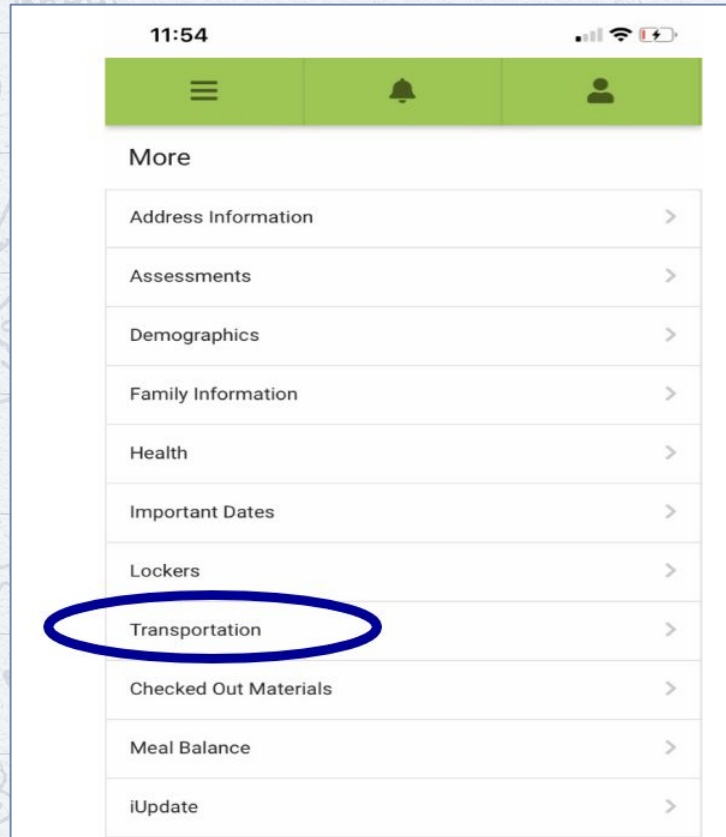 11:54
More
Address Information
Assessments
Demographics
Family Information
Health
Important Dates
Lockers
Transportation
Checked Out Materials
Meal Balance
iUpdate